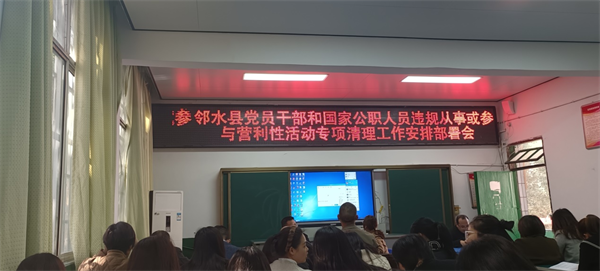 参邻水县党员干部和国家公职人员违规从事或参
与营利性活动专项清理工作安排部署会